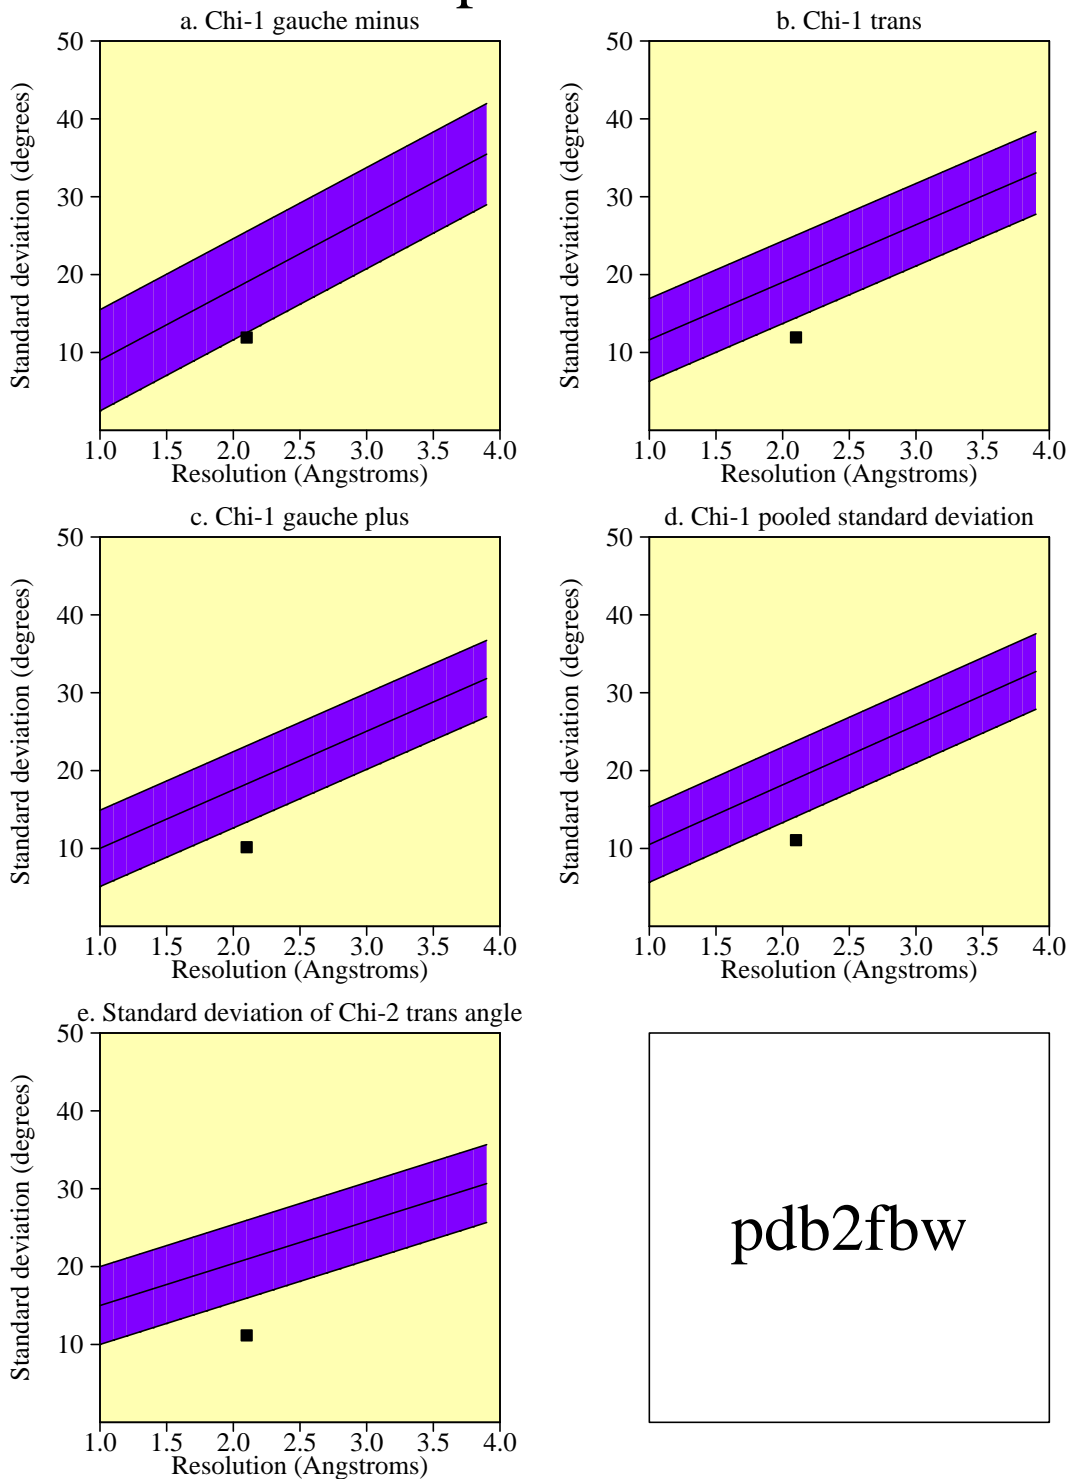 a. Chi-1 gauche minus
50
40
30
20
10
Standard deviation (degrees)
1.0 1.5 2.0 2.5 3.0 3.5 4.0
Resolution (Angstroms)
b. Chi-1 trans
50
40
30
20
10
Standard deviation (degrees)
1.0 1.5 2.0 2.5 3.0 3.5 4.0
Resolution (Angstroms)
c. Chi-1 gauche plus
50
40
30
20
10
Standard deviation (degrees)
1.0 1.5 2.0 2.5 3.0 3.5 4.0
Resolution (Angstroms)
d. Chi-1 pooled standard deviation
50
40
30
20
10
Standard deviation (degrees)
1.0 1.5 2.0 2.5 3.0 3.5 4.0
Resolution (Angstroms)
e. Standard deviation of Chi-2 trans angle
50
40
30
20
10
Standard deviation (degrees)
1.0 1.5 2.0 2.5 3.0 3.5 4.0
Resolution (Angstroms)
pdb2fbw